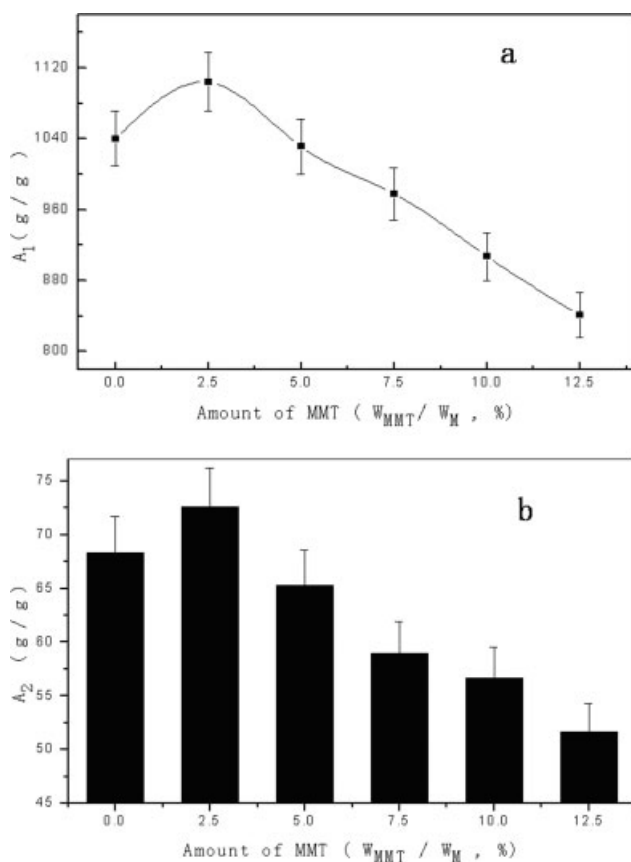 a
1120
1040
960
880
800
A1 ( g / g )
0.0 2.5 5.0 7.5 10.0 12.5
Amount of MMT ( WMMT/ WM , %)
b
75
70
65
60
55
50
45
A2 ( g / g )
0.0 2.5 5.0 7.5 10.0 12.5
Amount of MMT ( WMMT / WM , %)